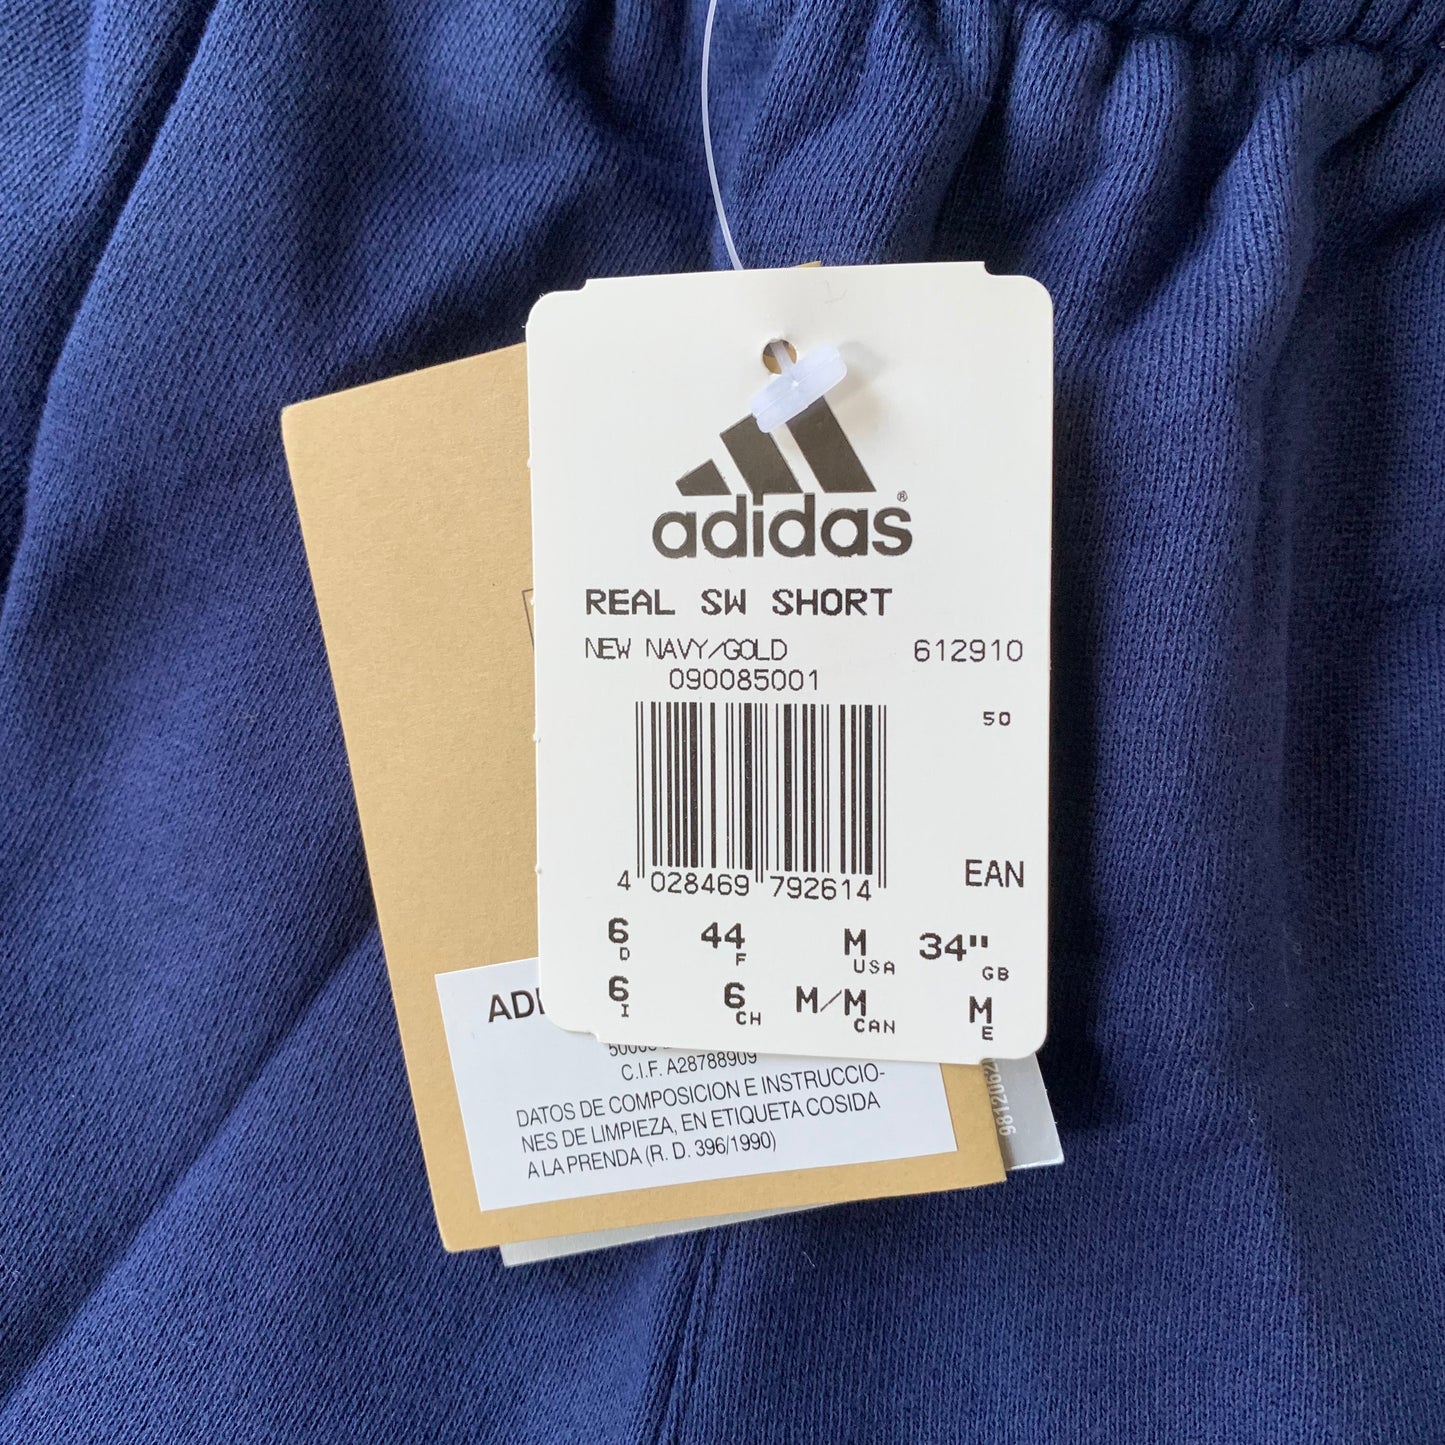 adidas®
REAL SW SHORT
NEW NAVY/GOLD 612910
090085001
50
4 028469 792614
EAN
6 D 44 F M USA 34" GB
6 I 6 CH M/M CAN M E
C.I.F. A28788909
DATOS DE COMPOSICION E INSTRUCCIO-
NES DE LIMPIEZA, EN ETIQUETA COSIDA
A LA PRENDA (R. D. 396/1990)